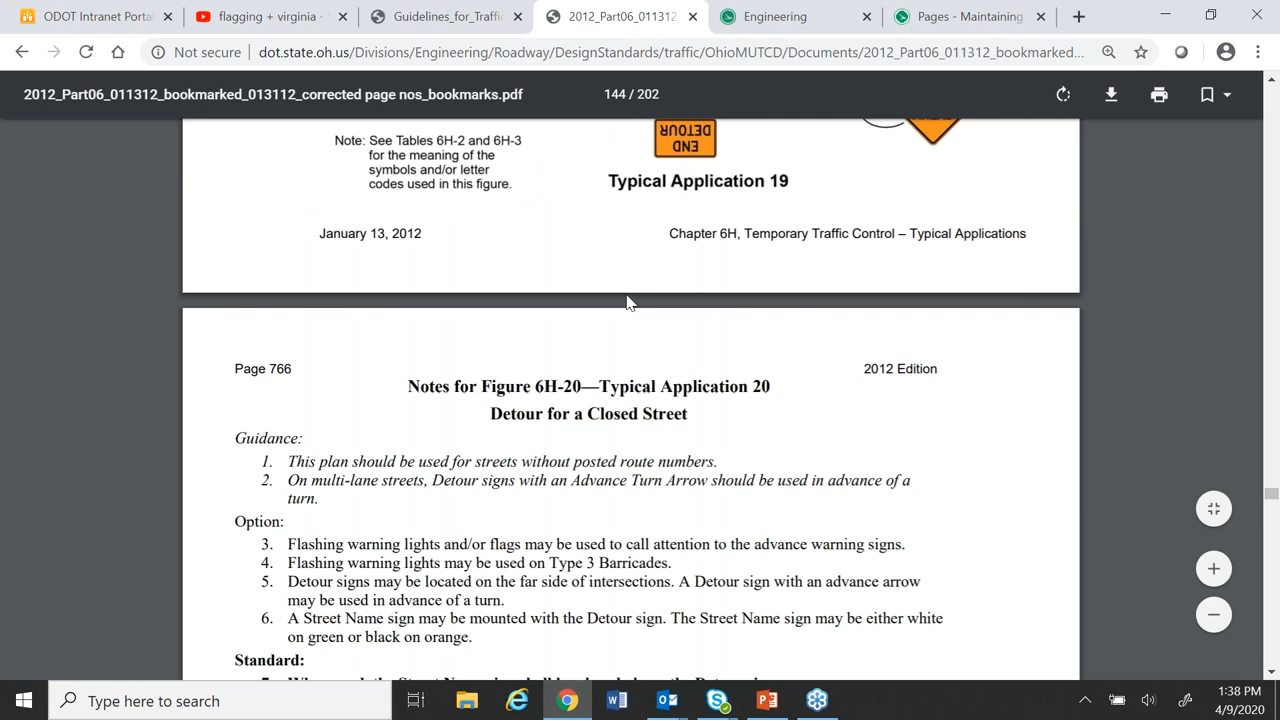 ODOT Intranet Portal
flagging + virginia -
Guidelines_for_Traffi
2012_Part06_011312
Engineering
Pages - Maintaining
Not secure
dot.state.oh.us/Divisions/Engineering/Roadway/DesignStandards/traffic/OhioMUTCD/Documents/2012_Part06_011312_bookmarked...
2012_Part06_011312_bookmarked_013112_corrected page nos_bookmarks.pdf
144 / 202
END
DETOUR
Note: See Tables 6H-2 and 6H-3
for the meaning of the
symbols and/or letter
codes used in this figure.
Typical Application 19
January 13, 2012
Chapter 6H, Temporary Traffic Control – Typical Applications
Page 766
2012 Edition
Notes for Figure 6H-20—Typical Application 20
Detour for a Closed Street
Guidance:
1. This plan should be used for streets without posted route numbers.
2. On multi-lane streets, Detour signs with an Advance Turn Arrow should be used in advance of a
turn.
Option:
3. Flashing warning lights and/or flags may be used to call attention to the advance warning signs.
4. Flashing warning lights may be used on Type 3 Barricades.
5. Detour signs may be located on the far side of intersections. A Detour sign with an advance arrow
may be used in advance of a turn.
6. A Street Name sign may be mounted with the Detour sign. The Street Name sign may be either white
on green or black on orange.
Standard:
Type here to search
1:38 PM
4/9/2020